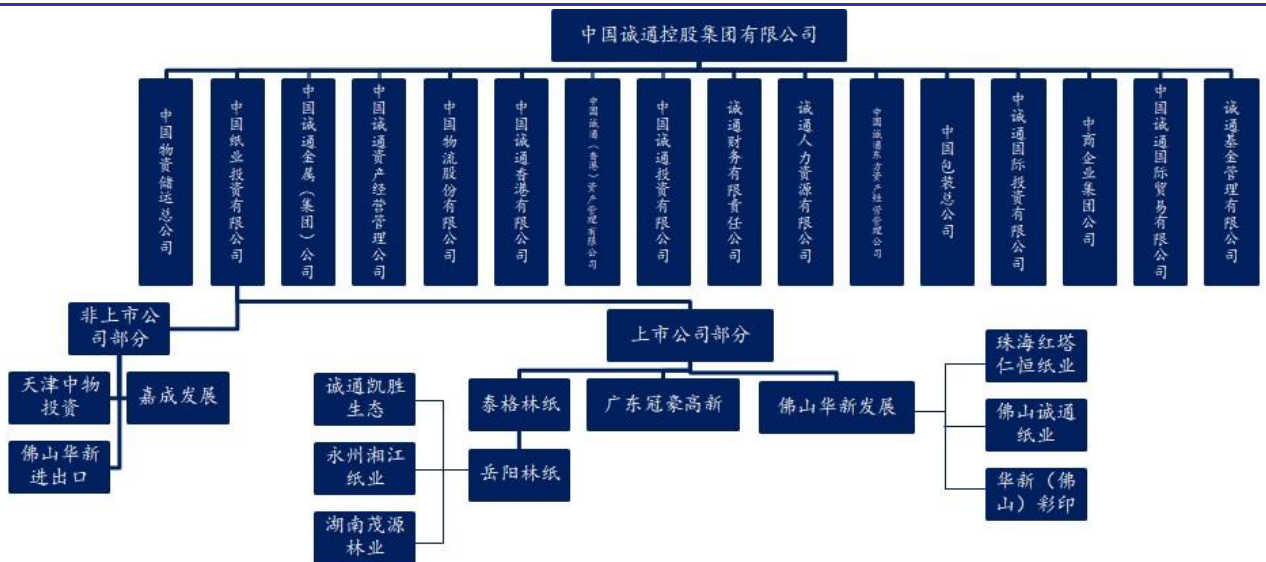 中国诚通控股集团有限公司
中国物资储运总公司
中国纸业投资有限公司
中国诚通金属（集团）公司
中国诚通资产经营管理公司
中国物流股份有限公司
中国诚通香港有限公司
中国诚通（香港）资产管理有限公司
中国诚通投资有限公司
诚通财务有限责任公司
诚通人力资源有限公司
中国诚通东方资产经营管理公司
中国包装总公司
中诚通国际投资有限公司
中商企业集团公司
中国诚通国际贸易有限公司
诚通基金管理有限公司
非上市公
司部分
上市公司部分
天津中物
投资
嘉成发展
佛山华新
进出口
诚通凯胜
生态
永州湘江
纸业
湖南茂源
林业
泰格林纸
岳阳林纸
广东冠豪高新
佛山华新发展
珠海红塔
仁恒纸业
佛山诚通
纸业
华新（佛
山）彩印